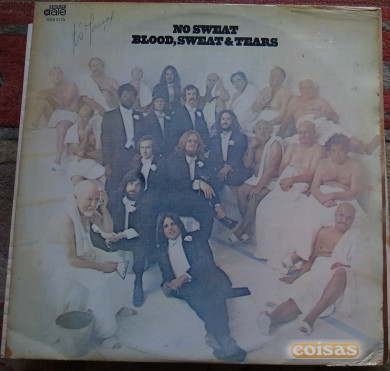 NO SWEAT
BLOOD, SWEAT & TEARS
coisas